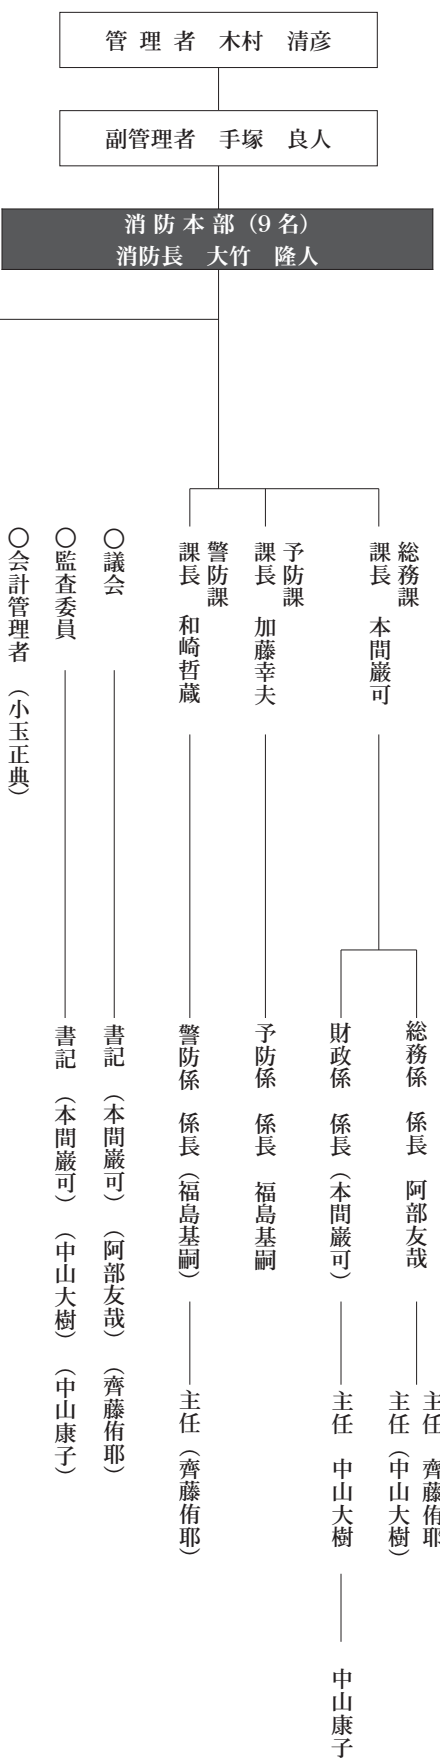 管理者　木村　清彦
副管理者　手塚　良人
消防本部（9名）
消防長　大竹　隆人
総務課
課長　本間巌可
予防課
課長　加藤幸夫
警防課
課長　和崎哲蔵
〇議会
〇監査委員
〇会計管理者　（小玉正典）
総務係　係長　阿部友哉
主任　齊藤侑耶
主任（中山大樹）
財政係　係長（本間巌可）
主任　中山大樹
中山康子
予防係　係長　福島基嗣
警防係　係長（福島基嗣）
主任（齊藤侑耶）
書記　（本間巌可）　（阿部友哉）　（齊藤侑耶）
書記　（本間巌可）　（中山大樹）　（中山康子）